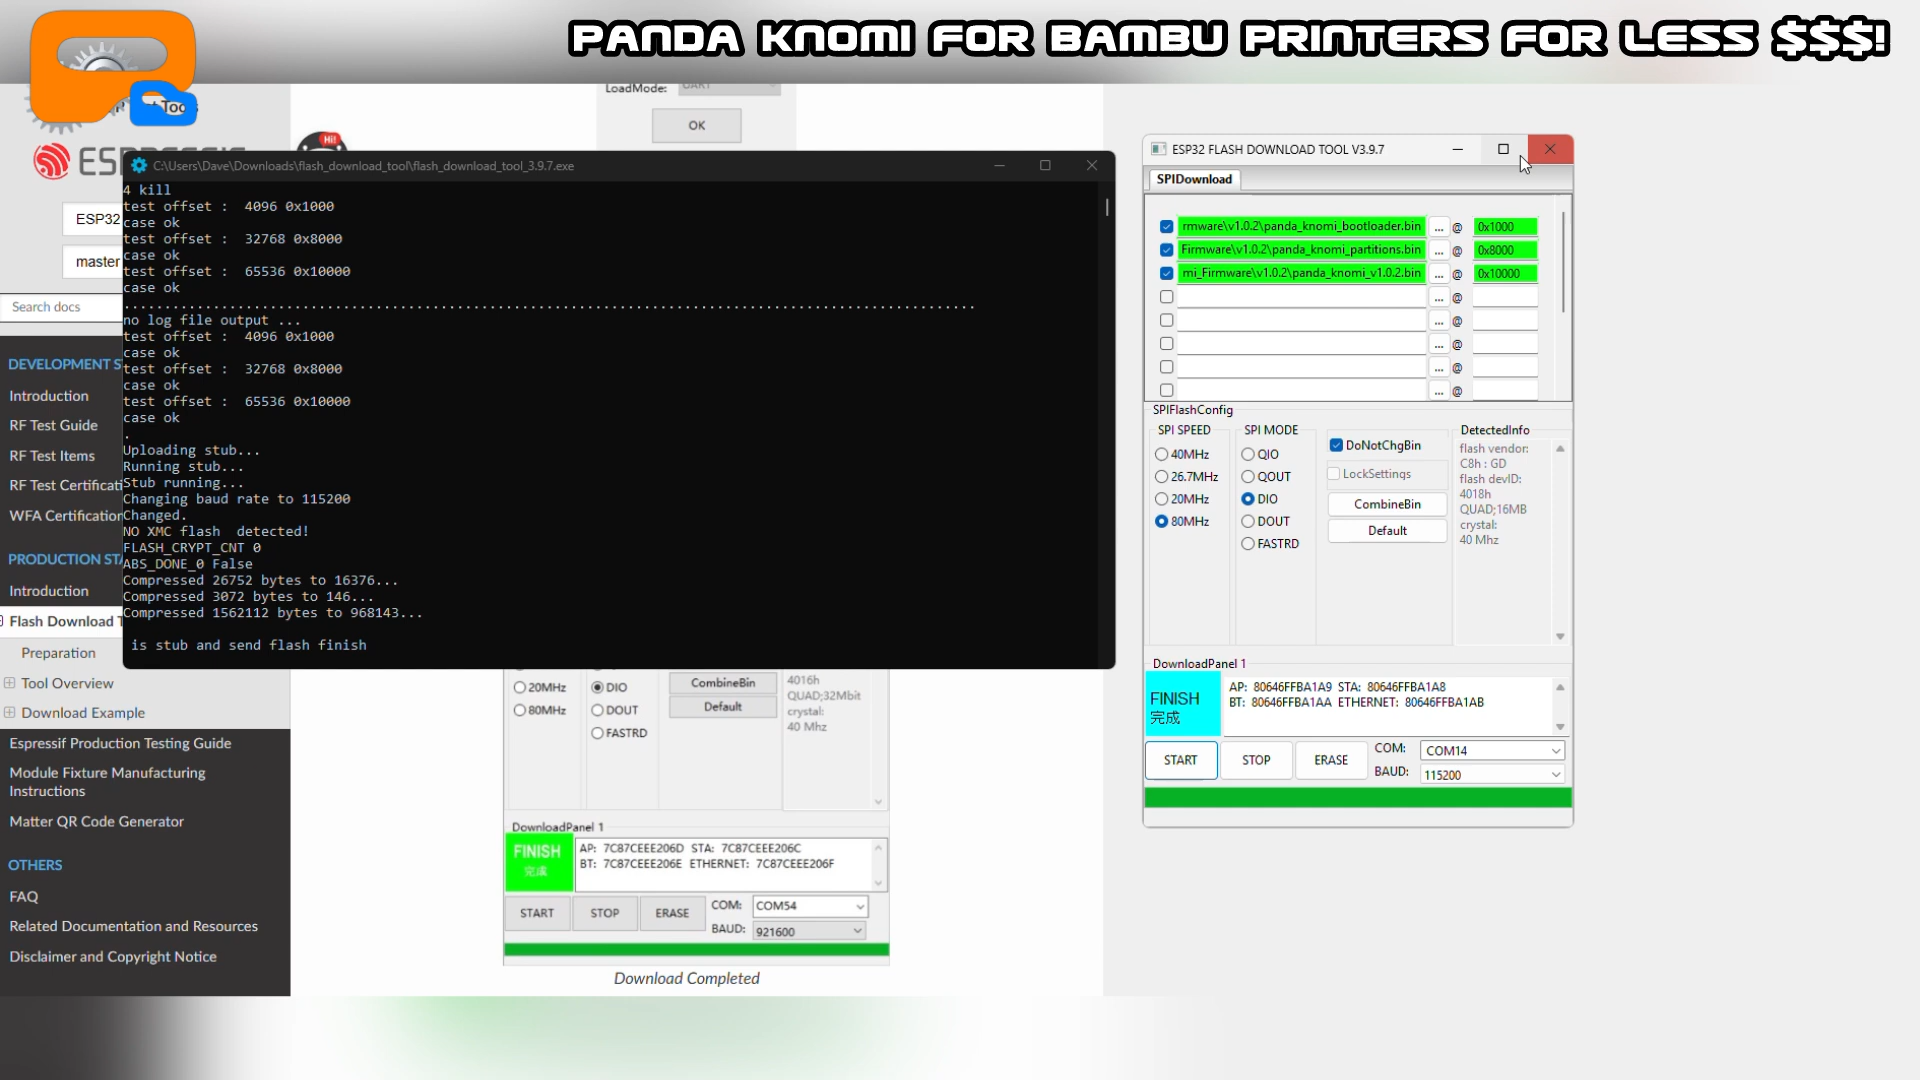 PANDA KNOMI FOR BAMBU PRINTERS FOR LESS $$$!
LoadMode:
OK
Hi!
ESP32
master
Search docs
Introduction
RF Test Guide
RF Test Items
Introduction
Flash Download
Preparation
Tool Overview
Download Example
Espressif Production Testing Guide
Module Fixture Manufacturing
Instructions
Matter QR Code Generator
OTHERS
FAQ
Related Documentation and Resources
Disclaimer and Copyright Notice
C:\Users\Dave\Downloads\flash_download_tool\flash_download_tool_3.9.7.exe
4 kill
test offset :  4096 0x1000
case ok
test offset :  32768 0x8000
case ok
test offset :  65536 0x10000
case ok
no log file output ...
test offset :  4096 0x1000
case ok
test offset :  32768 0x8000
case ok
test offset :  65536 0x10000
case ok
.
Uploading stub...
Running stub...
Stub running...
Changing baud rate to 115200
Changed.
NO XMC flash  detected!
FLASH_CRYPT_CNT 0
ABS_DONE_0 False
Compressed 26752 bytes to 16376...
Compressed 3072 bytes to 146...
Compressed 1562112 bytes to 968143...
is stub and send flash finish
20MHz DIO CombineBin 4016h
QUAD;32Mbit
80MHz DOUT Default crystal:
FASTRD 40 Mhz
DownloadPanel 1
FINISH
完成
AP: 7C87CEEE206D STA: 7C87CEEE206C
BT: 7C87CEEE206E ETHERNET: 7C87CEEE206F
START STOP ERASE COM: COM54
BAUD: 921600
Download Completed
ESP32 FLASH DOWNLOAD TOOL V3.9.7
SPIDownload
rmware\v1.0.2\panda_knomi_bootloader.bin ... @ 0x1000
Firmware\v1.0.2\panda_knomi_partitions.bin ... @ 0x8000
mi_Firmware\v1.0.2\panda_knomi_v1.0.2.bin ... @ 0x10000
... @
... @
... @
... @
... @
SPIFlashConfig
SPI SPEED
40MHz
26.7MHz
20MHz
80MHz
SPI MODE
QIO
QOUT
DIO
DOUT
FASTRD
DoNotChgBin
LockSettings
CombineBin
Default
DetectedInfo
flash vendor:
C8h : GD
flash devID:
4018h
QUAD;16MB
crystal:
40 Mhz
DownloadPanel 1
FINISH
完成
AP: 80646FFBA1A9 STA: 80646FFBA1A8
BT: 80646FFBA1AA ETHERNET: 80646FFBA1AB
START STOP ERASE COM: COM14
BAUD: 115200